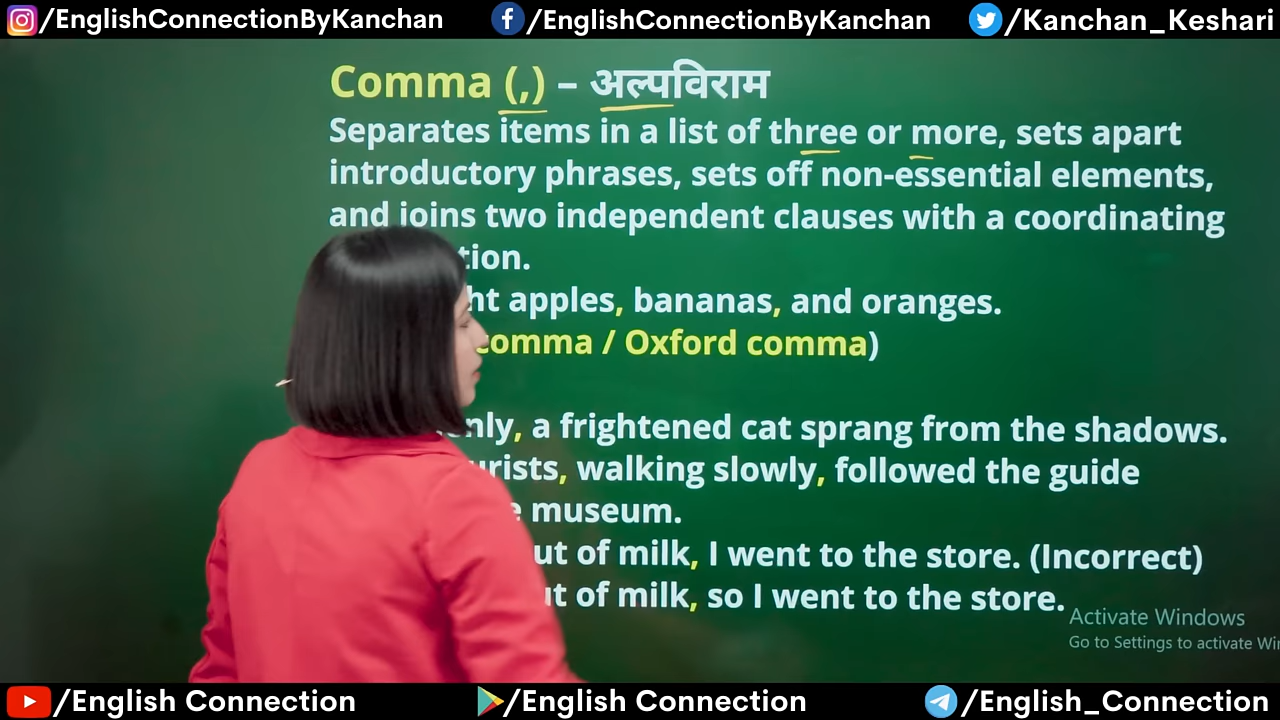 /EnglishConnectionByKanchan /EnglishConnectionByKanchan /Kanchan_Keshari
Comma (,) – अल्पविराम
Separates items in a list of three or more, sets apart
introductory phrases, sets off non-essential elements,
and joins two independent clauses with a coordinating
tion.
ht apples, bananas, and oranges.
comma / Oxford comma)
nly, a frightened cat sprang from the shadows.
urists, walking slowly, followed the guide
museum.
ut of milk, I went to the store. (Incorrect)
of milk, so I went to the store.
Activate Windows
Go to Settings to activate Wi
/English Connection /English Connection /English_Connection